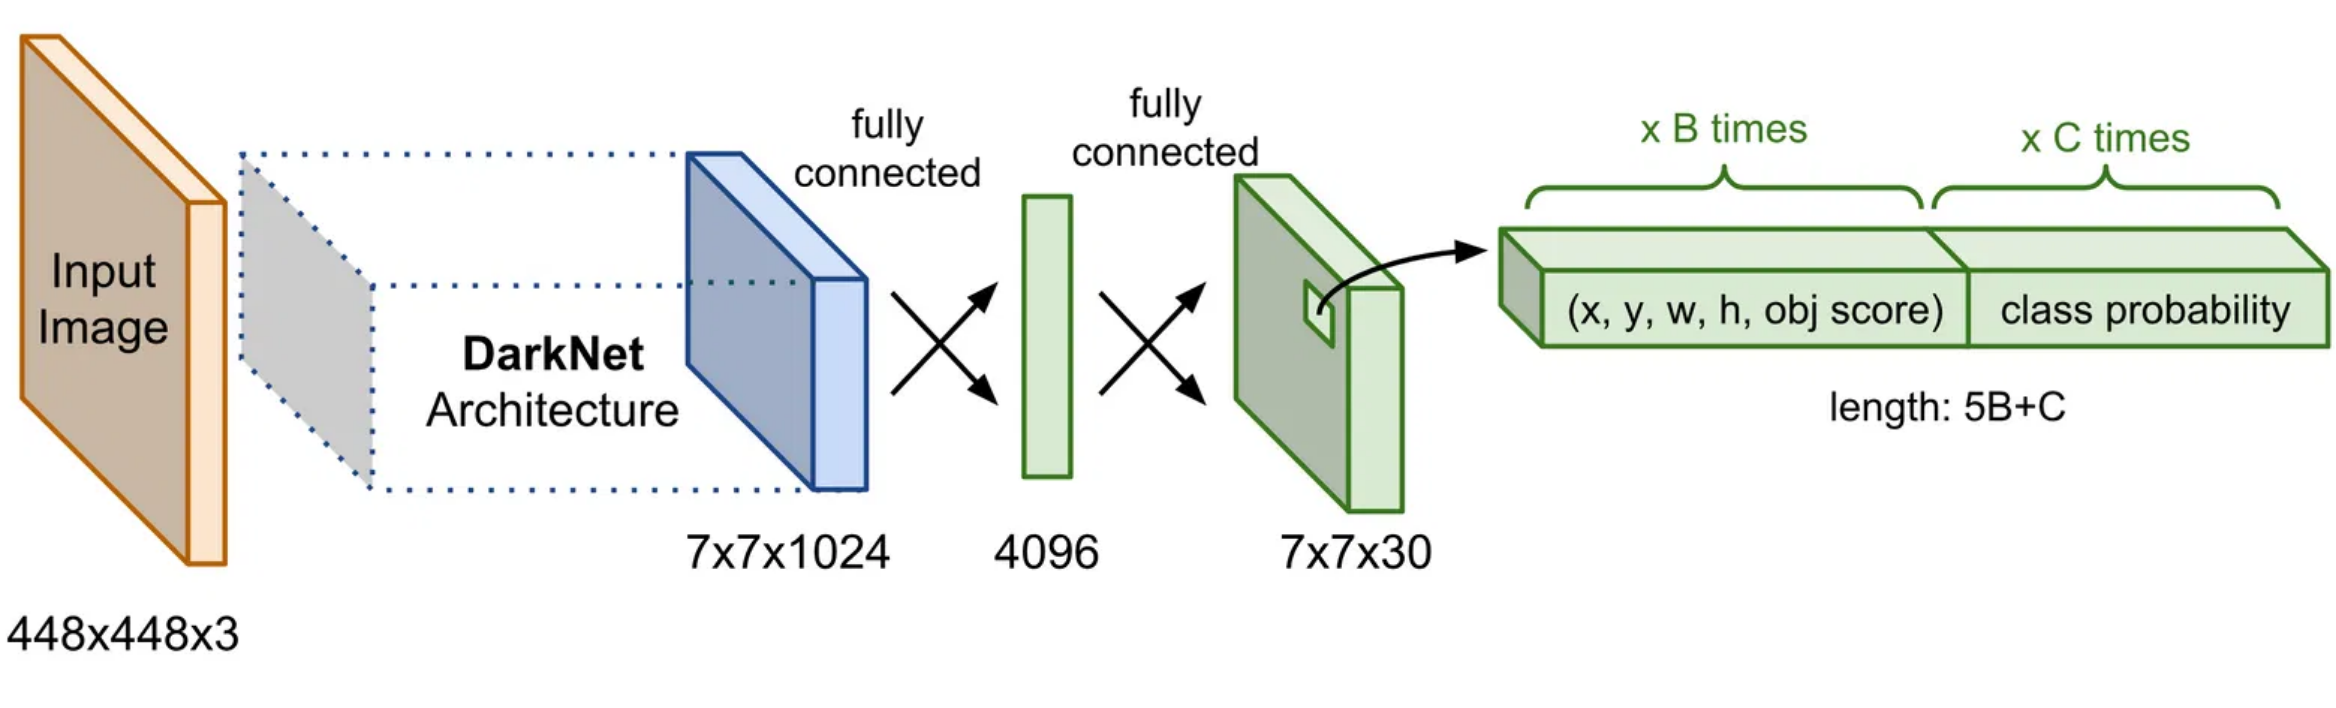 Input
Image
448x448x3
DarkNet
Architecture
7x7x1024
fully
connected
4096
fully
connected
7x7x30
x B times
x C times
(x, y, w, h, obj score)
class probability
length: 5B+C